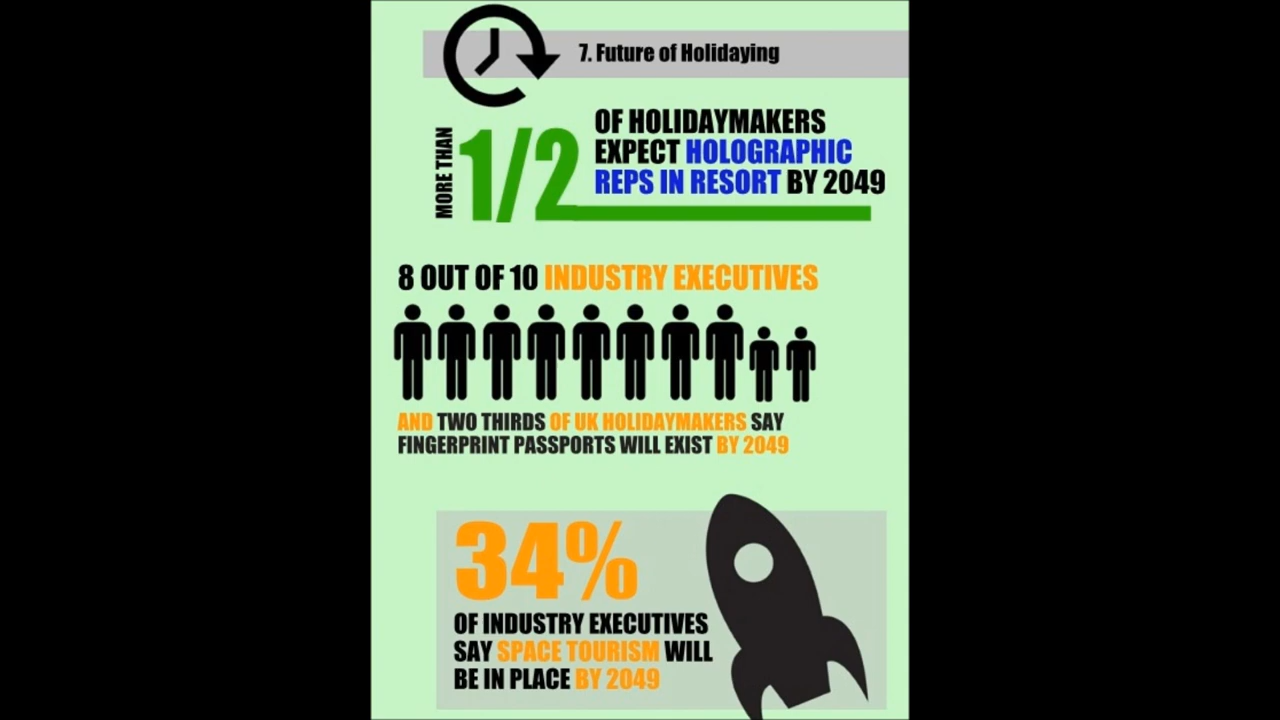 7. Future of Holidaying
MORE THAN
1/2
OF HOLIDAYMAKERS
EXPECT HOLOGRAPHIC
REPS IN RESORT BY 2049
8 OUT OF 10 INDUSTRY EXECUTIVES
AND TWO THIRDS OF UK HOLIDAYMAKERS SAY
FINGERPRINT PASSPORTS WILL EXIST BY 2049
34%
OF INDUSTRY EXECUTIVES
SAY SPACE TOURISM WILL
BE IN PLACE BY 2049